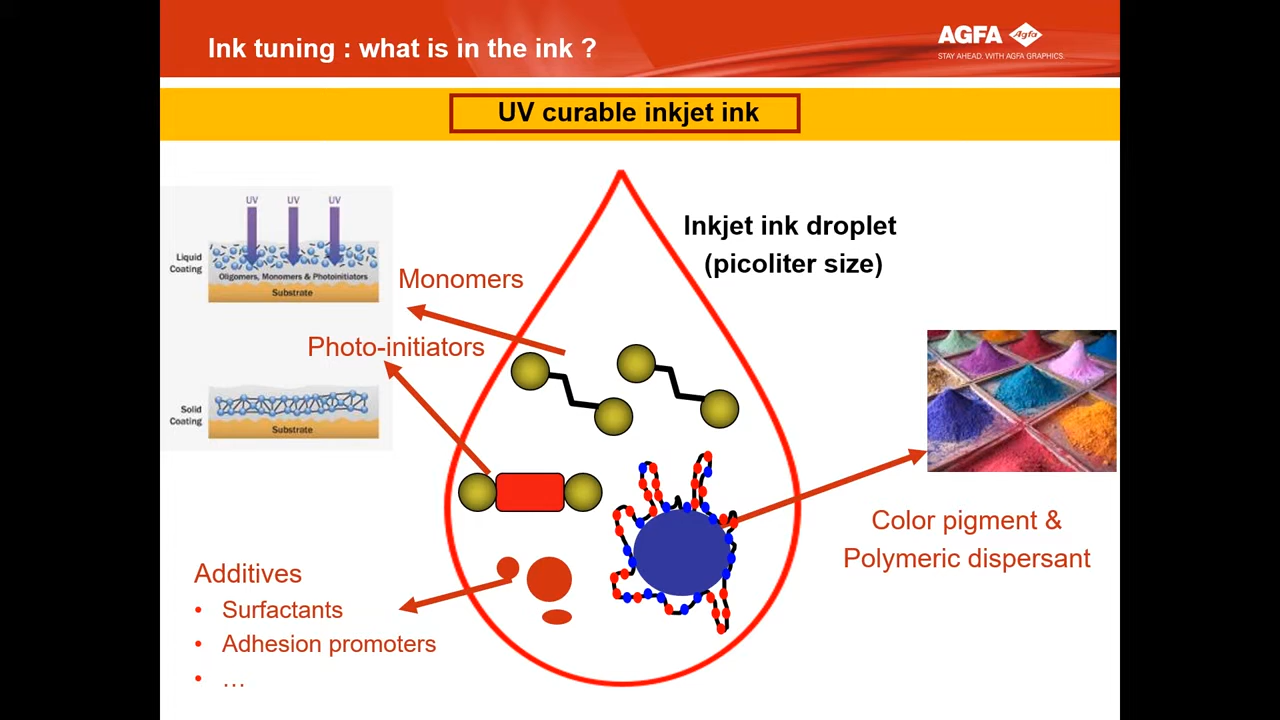 Ink tuning : what is in the ink ?
AGFA
Agfa
STAY AHEAD. WITH AGFA GRAPHICS.
UV curable inkjet ink
UV UV UV
Liquid
Coating
Oligomers, Monomers & Photoinitiators
Substrate
Solid
Coating
Substrate
Inkjet ink droplet
(picoliter size)
Monomers
Photo-initiators
Color pigment &
Polymeric dispersant
Additives
• Surfactants
• Adhesion promoters
• …